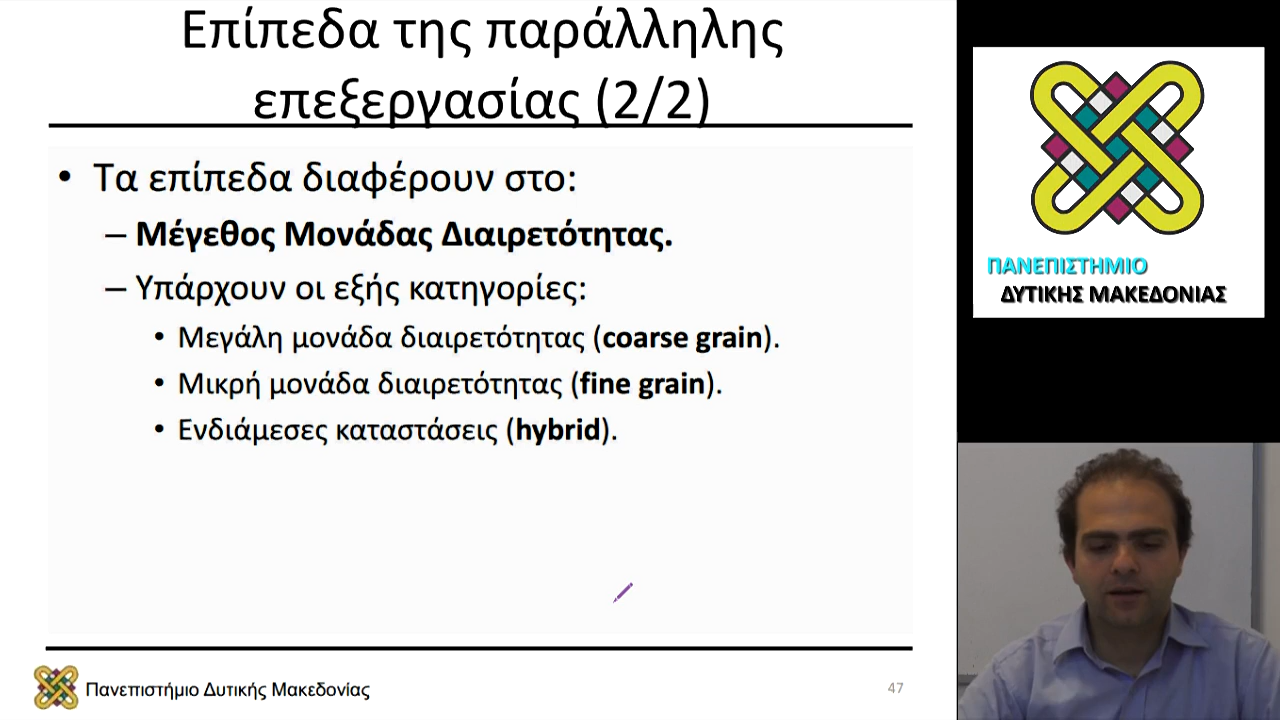 Επίπεδα της παράλληλης
επεξεργασίας (2/2)
• Τα επίπεδα διαφέρουν στο:
– Μέγεθος Μονάδας Διαιρετότητας.
– Υπάρχουν οι εξής κατηγορίες:
• Μεγάλη μονάδα διαιρετότητας (coarse grain).
• Μικρή μονάδα διαιρετότητας (fine grain).
• Ενδιάμεσες καταστάσεις (hybrid).
Πανεπιστήμιο Δυτικής Μακεδονίας
47
ΠΑΝΕΠΙΣΤΗΜΙΟ
ΔΥΤΙΚΗΣ ΜΑΚΕΔΟΝΙΑΣ